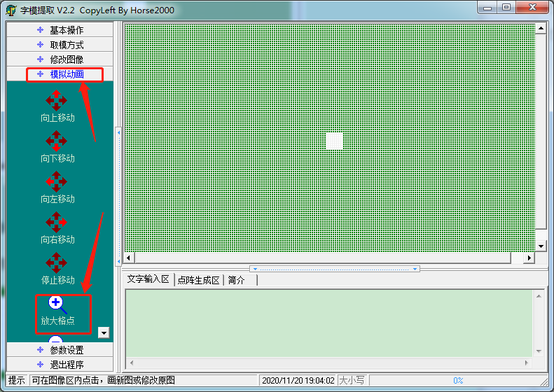 字模提取 V2.2 CopyLeft By Horse2000
基本操作
取模方式
修改图像
模拟动画
向上移动
向下移动
向左移动
向右移动
停止移动
放大格点
参数设置
退出程序
文字输入区 点阵生成区 简介
提示 可在图像区内点击，画新图或修改原图 2020/11/20 19:04:02 大小写 0%